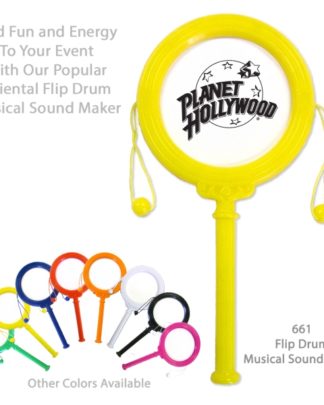 d Fun and Energy
To Your Event
ith Our Popular
iental Flip Drum
usical Sound Maker
PLANET
HOLLYWOOD
661
Flip Drum
Musical Sound
Other Colors Available